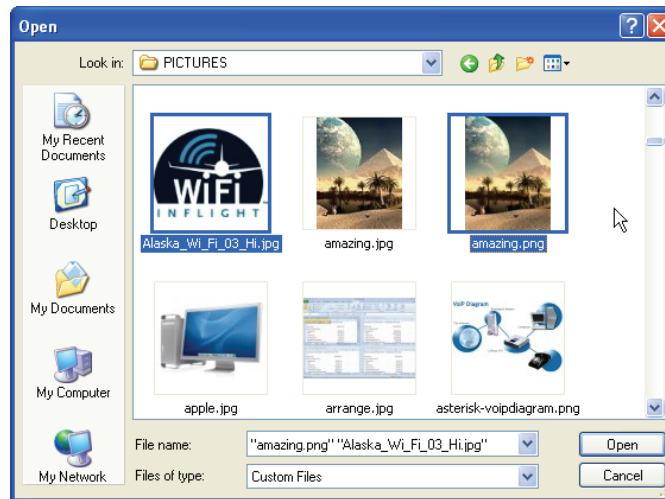 Open
Look in:
PICTURES
My Recent
Documents
Desktop
My Documents
My Computer
My Network
WiFi
INFLIGHT
Alaska_Wi_Fi_03_Hi.jpg
amazing.jpg
amazing.png
VoIP Diagram
apple.jpg
arrange.jpg
asterisk-voipdiagram.png
File name:
"amazing.png" "Alaska_Wi_Fi_03_Hi.jpg"
Open
Files of type:
Custom Files
Cancel